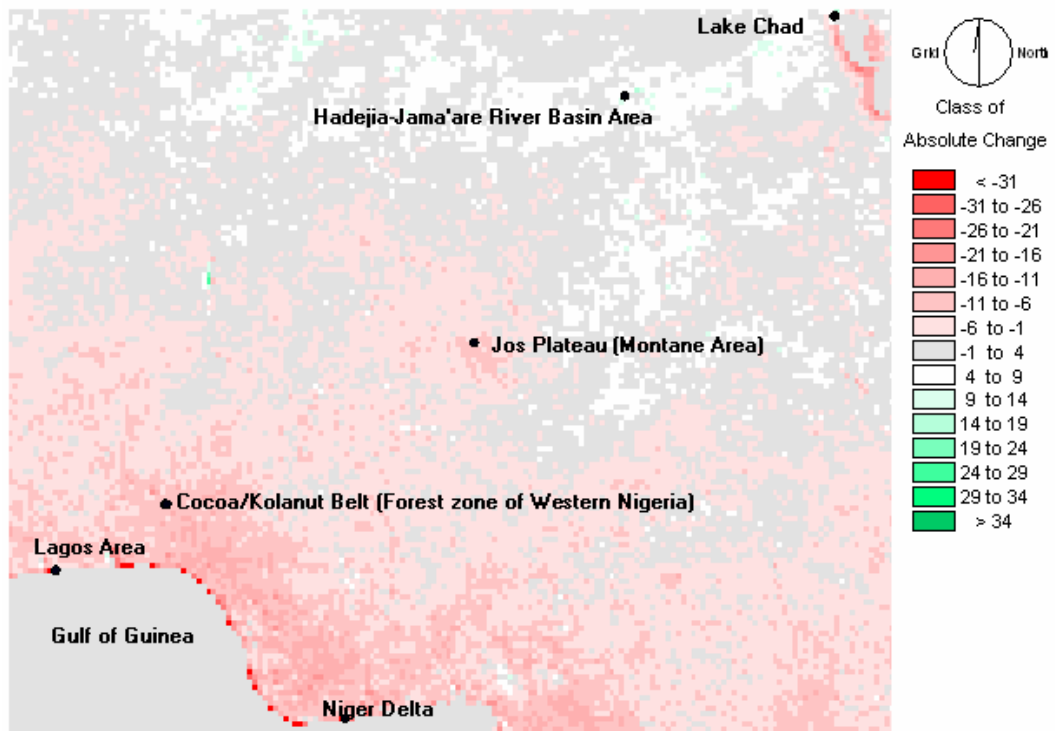 Lake Chad
Hadejia-Jama'are River Basin Area
Jos Plateau (Montane Area)
Cocoa/Kolanut Belt (Forest zone of Western Nigeria)
Lagos Area
Gulf of Guinea
Niger Delta
Grid North
Class of
Absolute Change
< -31
-31 to -26
-26 to -21
-21 to -16
-16 to -11
-11 to -6
-6 to -1
-1 to 4
4 to 9
9 to 14
14 to 19
19 to 24
24 to 29
29 to 34
> 34